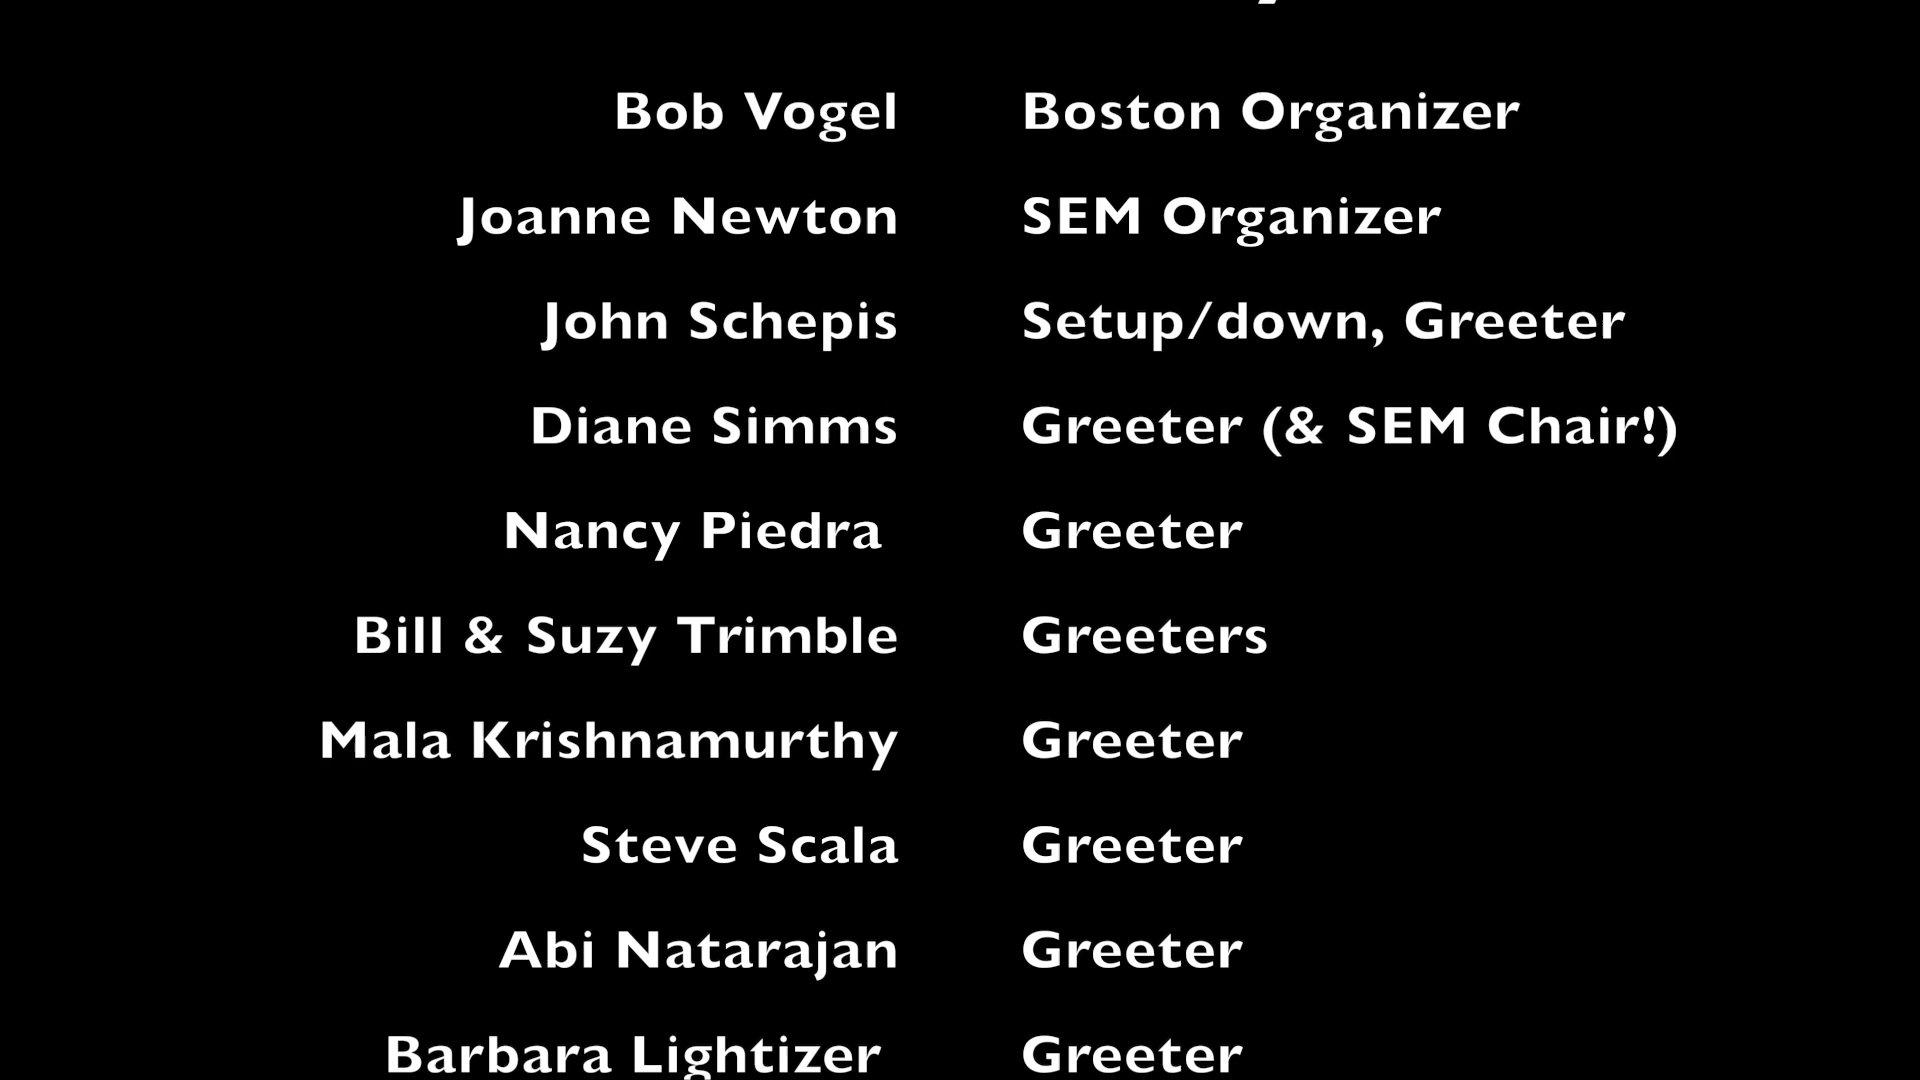 Bob Vogel Boston Organizer
Joanne Newton SEM Organizer
John Schepis Setup/down, Greeter
Diane Simms Greeter (& SEM Chair!)
Nancy Piedra Greeter
Bill & Suzy Trimble Greeters
Mala Krishnamurthy Greeter
Steve Scala Greeter
Abi Natarajan Greeter
Barbara Lightizer Greeter